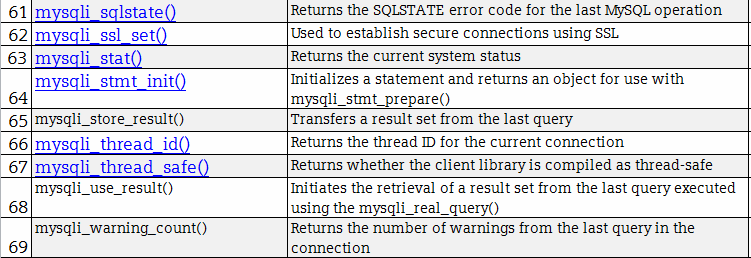 61 mysqli_sqlstate() Returns the SQLSTATE error code for the last MySQL operation
62 mysqli_ssl_set() Used to establish secure connections using SSL
63 mysqli_stat() Returns the current system status
64 mysqli_stmt_init() Initializes a statement and returns an object for use with
mysqli_stmt_prepare()
65 mysqli_store_result() Transfers a result set from the last query
66 mysqli_thread_id() Returns the thread ID for the current connection
67 mysqli_thread_safe() Returns whether the client library is compiled as thread-safe
68 mysqli_use_result() Initiates the retrieval of a result set from the last query executed
using the mysqli_real_query()
69 mysqli_warning_count() Returns the number of warnings from the last query in the
connection